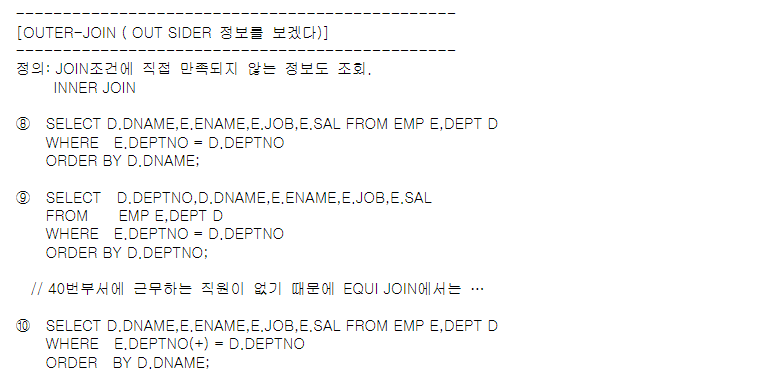 -----------------------------------------------
[OUTER-JOIN ( OUT SIDER 정보를 보겠다)]
-----------------------------------------------
정의: JOIN조건에 직접 만족되지 않는 정보도 조회.
INNER JOIN
⑧ SELECT D.DNAME,E.ENAME,E.JOB,E.SAL FROM EMP E,DEPT D
WHERE E.DEPTNO = D.DEPTNO
ORDER BY D.DNAME;
⑨ SELECT D.DEPTNO,D.DNAME,E.ENAME,E.JOB,E.SAL
FROM EMP E,DEPT D
WHERE E.DEPTNO = D.DEPTNO
ORDER BY D.DEPTNO;
// 40번부서에 근무하는 직원이 없기 때문에 EQUI JOIN에서는 …
⑩ SELECT D.DNAME,E.ENAME,E.JOB,E.SAL FROM EMP E,DEPT D
WHERE E.DEPTNO(+) = D.DEPTNO
ORDER BY D.DNAME;